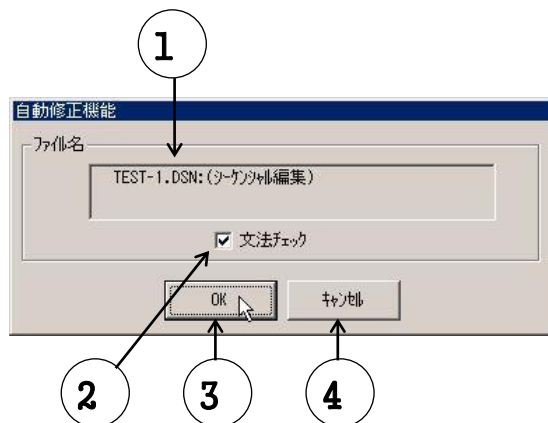 1
自動修正機能
ファイル名
TEST-1.DSN:(シーケンシャル編集)
文法チェック
OK キャンセル
2 3 4